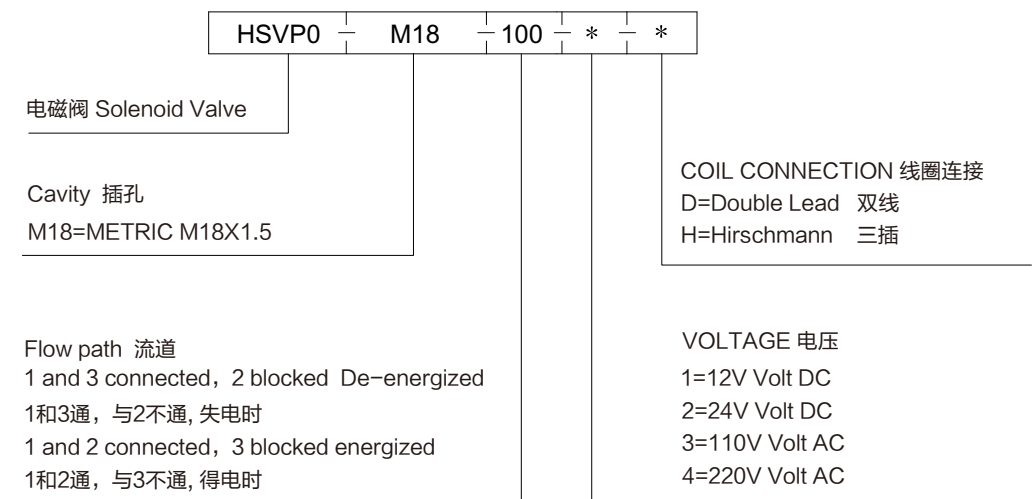 HSVP0 - M18 - 100 - * - *
电磁阀 Solenoid Valve
Cavity 插孔
M18=METRIC M18X1.5
COIL CONNECTION 线圈连接
D=Double Lead 双线
H=Hirschmann 三插
Flow path 流道
1 and 3 connected，2 blocked De-energized
1和3通，与2不通, 失电时
1 and 2 connected，3 blocked energized
1和2通，与3不通, 得电时
VOLTAGE 电压
1=12V Volt DC
2=24V Volt DC
3=110V Volt AC
4=220V Volt AC